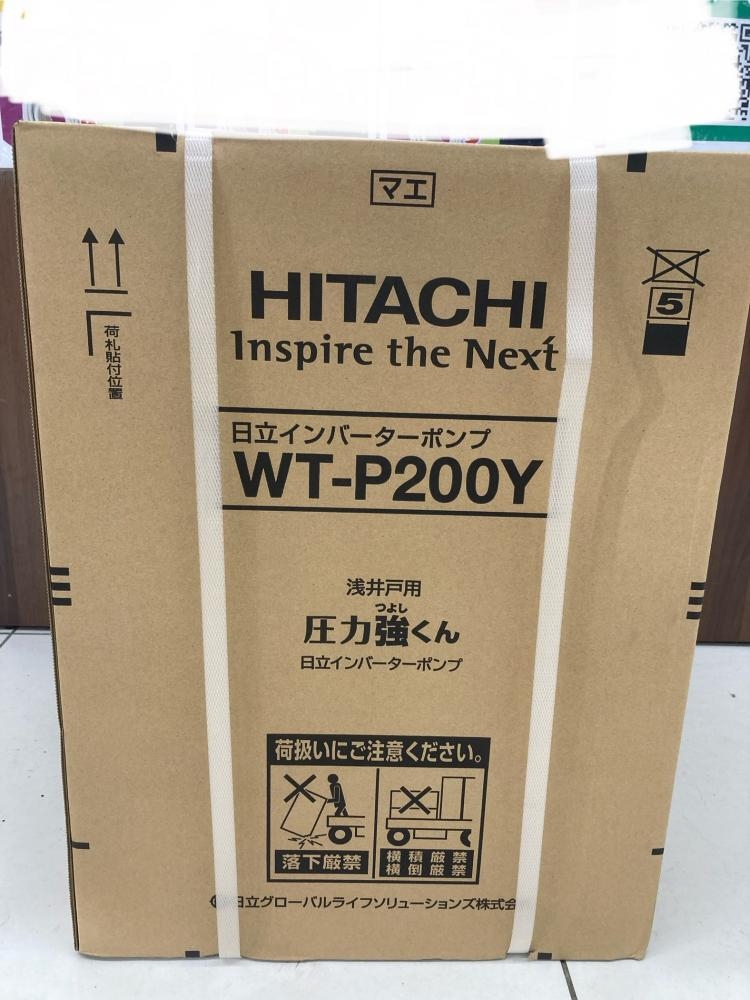 マエ
HITACHI
Inspire the Next
5
荷札貼付位置
日立インバーターポンプ
WT-P200Y
浅井戸用
つよし
圧力強くん
日立インバーターポンプ
荷扱いにご注意ください。
落下厳禁
横積厳禁
横倒厳禁
日立グローバルライフソリューションズ株式会